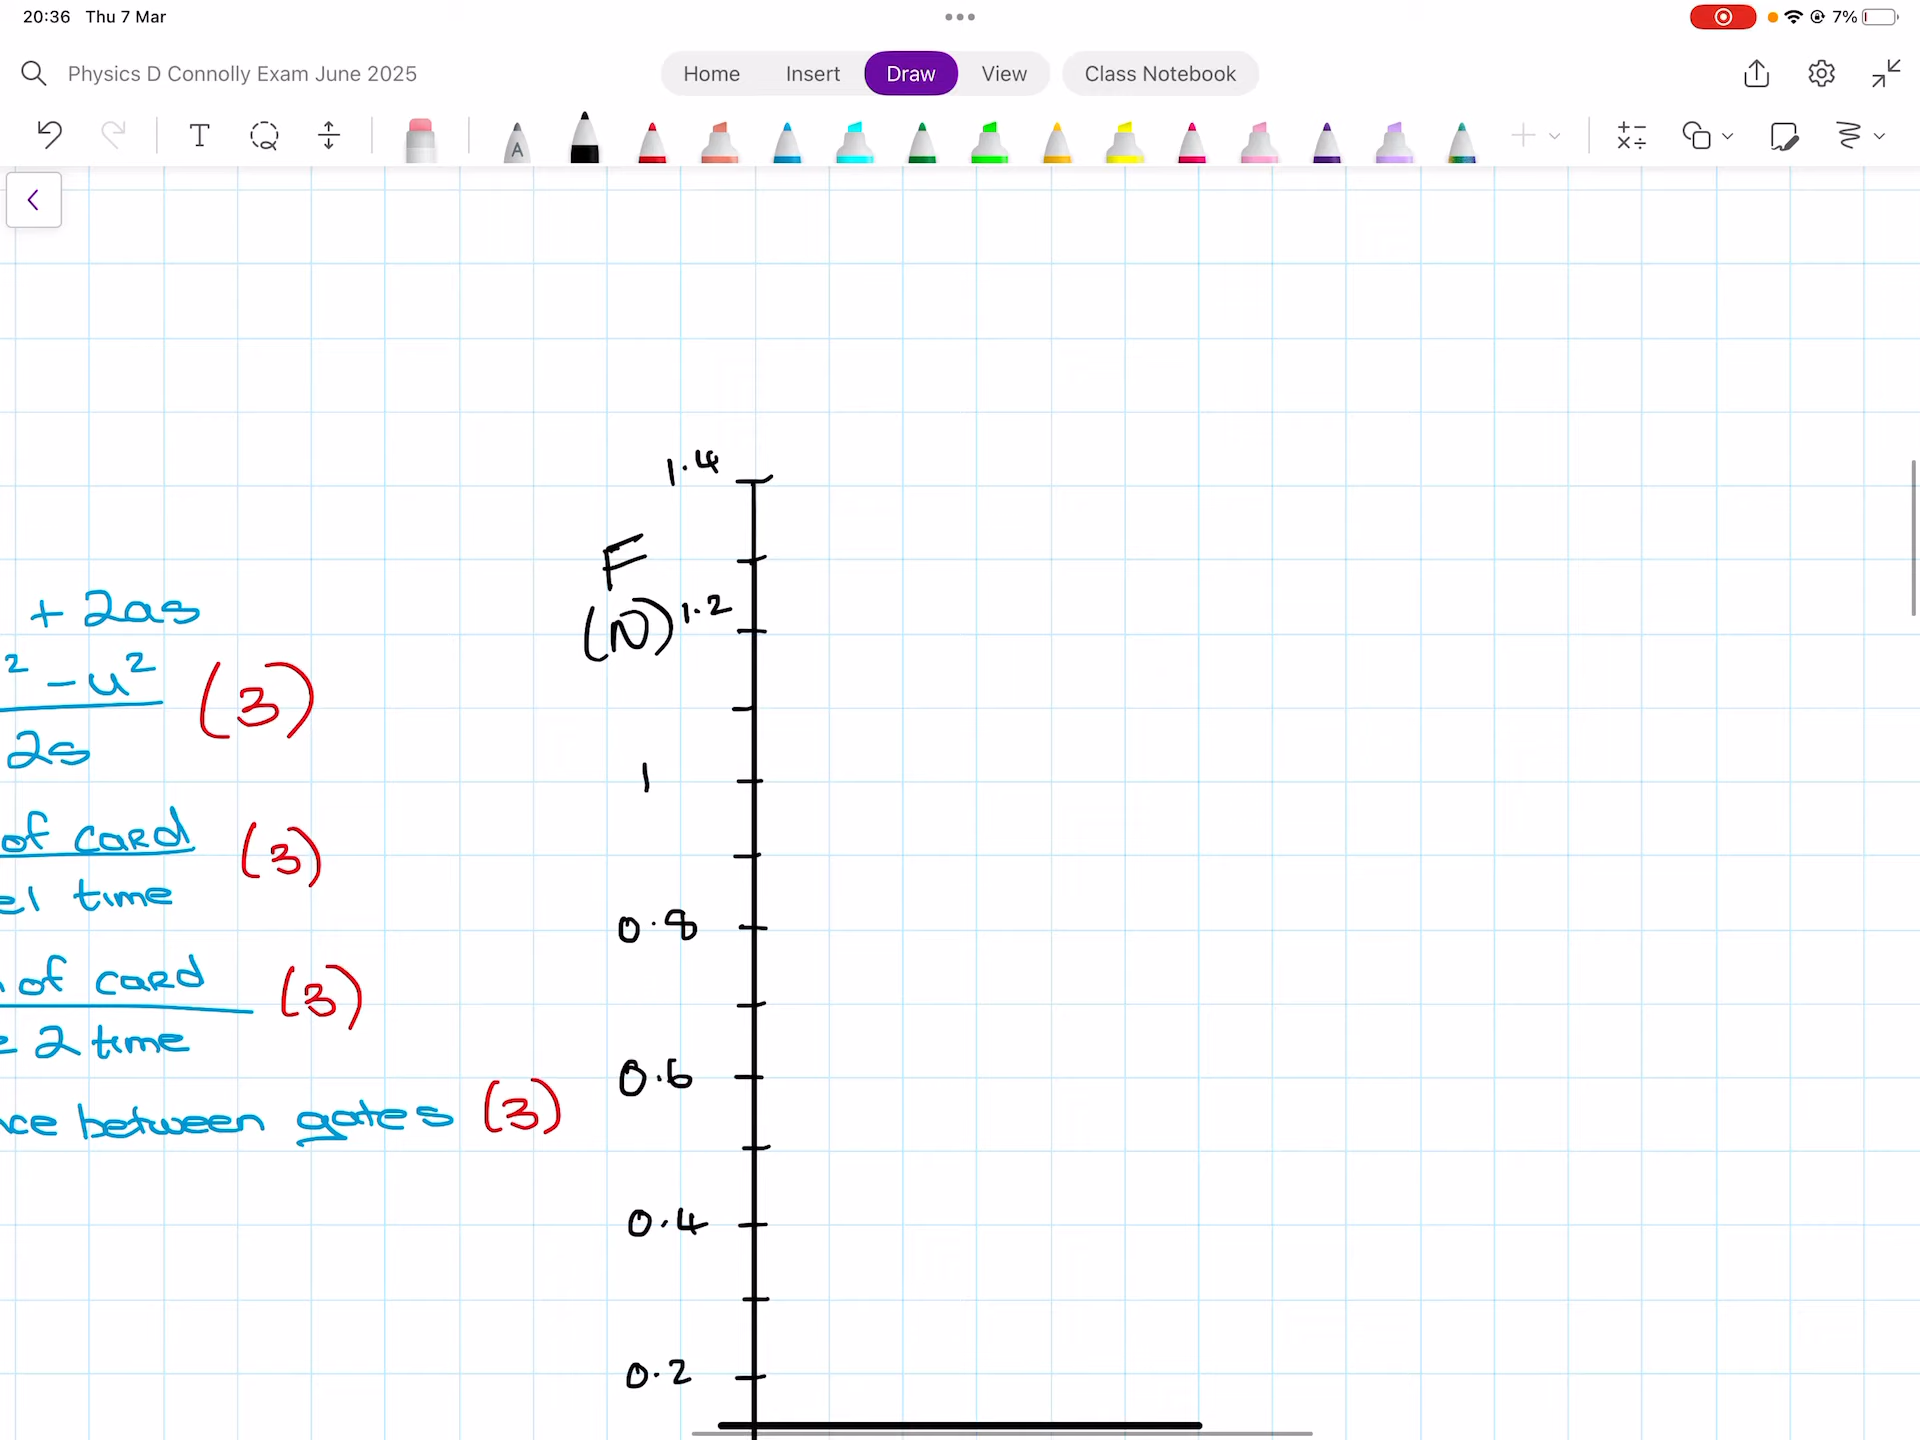 20:36 Thu 7 Mar
7%
Physics D Connolly Exam June 2025
Home Insert Draw View Class Notebook
T
A
+ 2as
² - u² (3)
2s
of card (3)
el time
of card (3)
e 2 time
nce between gates (3)
F
(N)
1.4
1.2
1
0.8
0.6
0.4
0.2